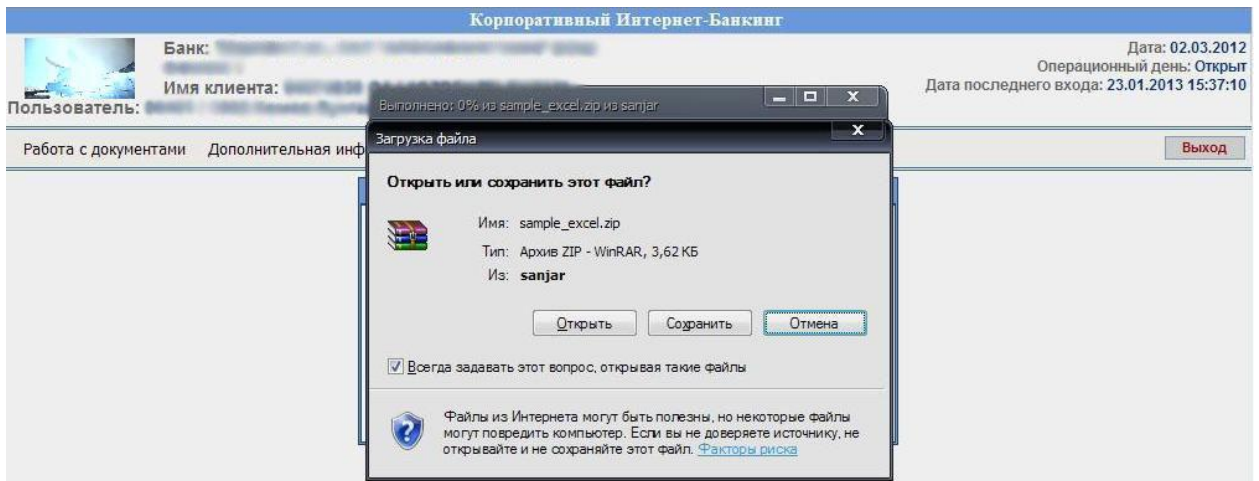 Корпоративный Интернет-Банкинг
Банк:
Имя клиента:
Пользователь:
Дата: 02.03.2012
Операционный день: Открыт
Дата последнего входа: 23.01.2013 15:37:10
Работа с документами Дополнительная инф
Выход
Выполнено: 0% из sample_excel.zip из sanjar
Загрузка файла
Открыть или сохранить этот файл?
Имя: sample_excel.zip
Тип: Архив ZIP - WinRAR, 3,62 КБ
Из: sanjar
Открыть Сохранить Отмена
Всегда задавать этот вопрос, открывая такие файлы
Файлы из Интернета могут быть полезны, но некоторые файлы
могут повредить компьютер. Если вы не доверяете источнику, не
открывайте и не сохраняйте этот файл. Факторы риска